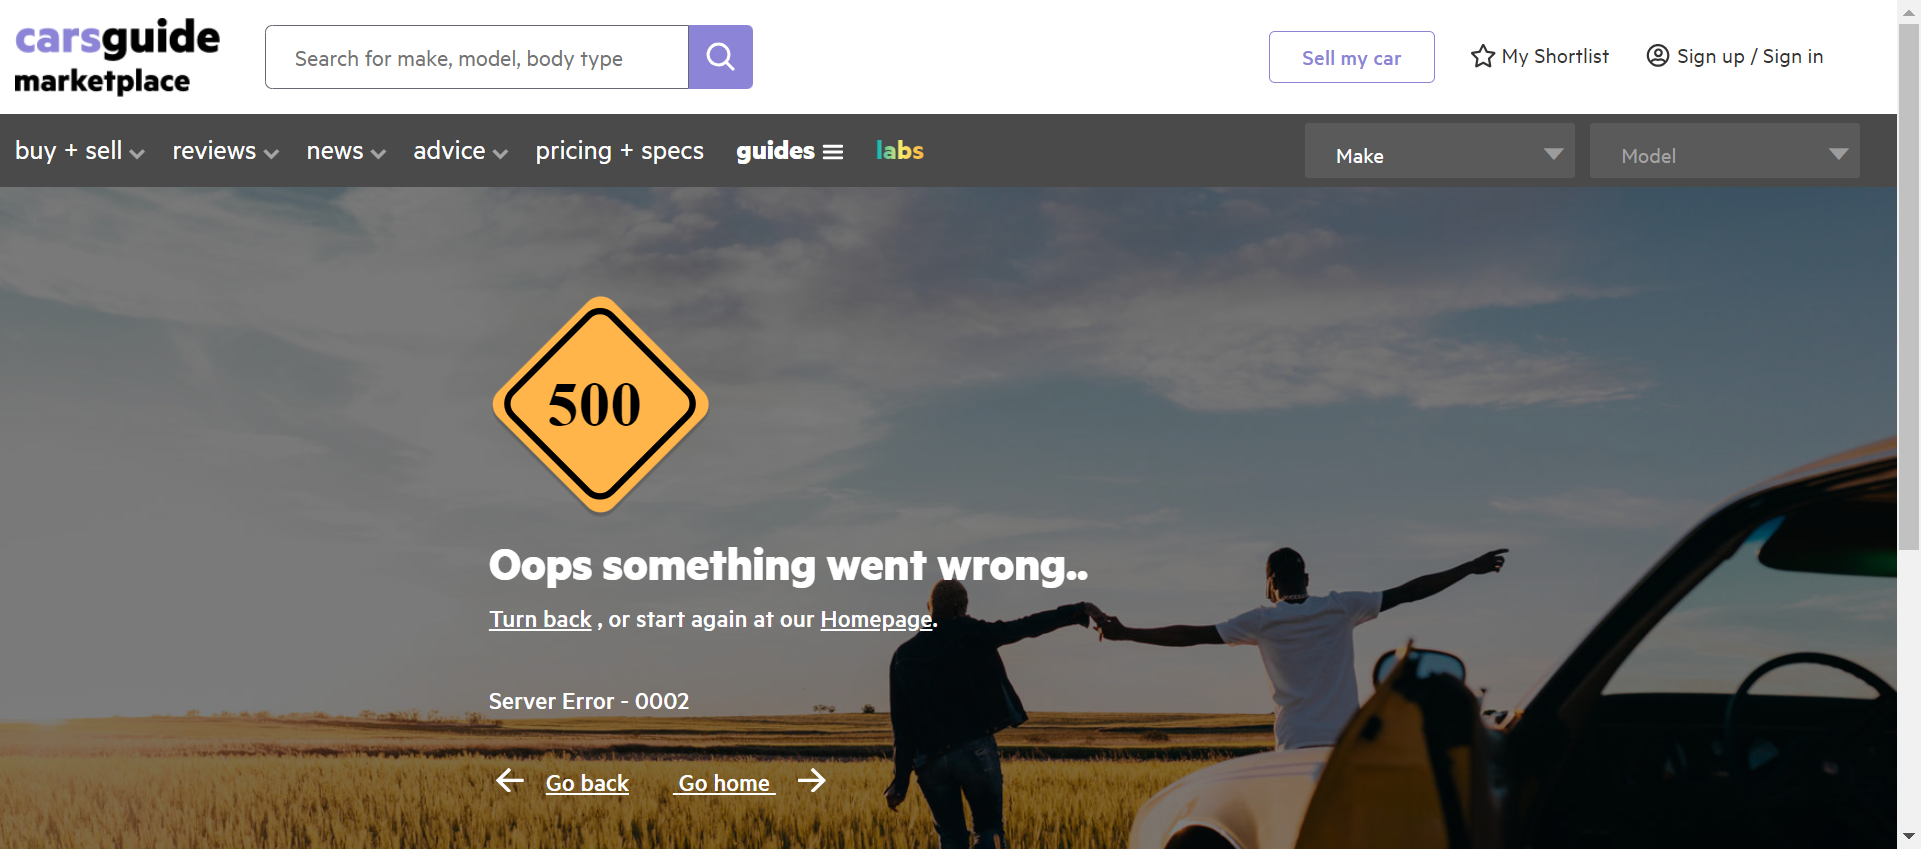 carsguide
marketplace
Search for make, model, body type
Sell my car
My Shortlist
Sign up / Sign in
buy + sell
reviews
news
advice
pricing + specs
guides
labs
Make
Model
500
Oops something went wrong..
Turn back , or start again at our Homepage.
Server Error - 0002
Go back
Go home